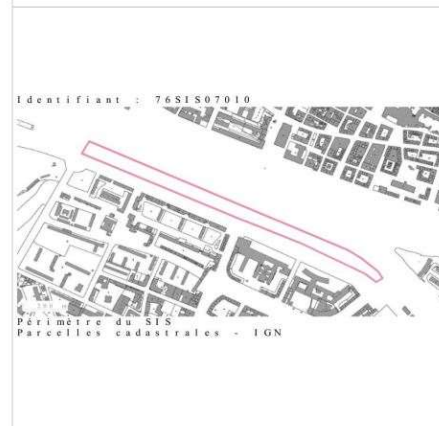 Identifiant : 76SIS07010
Périmètre du SIS
Parcelles cadastrales - IGN